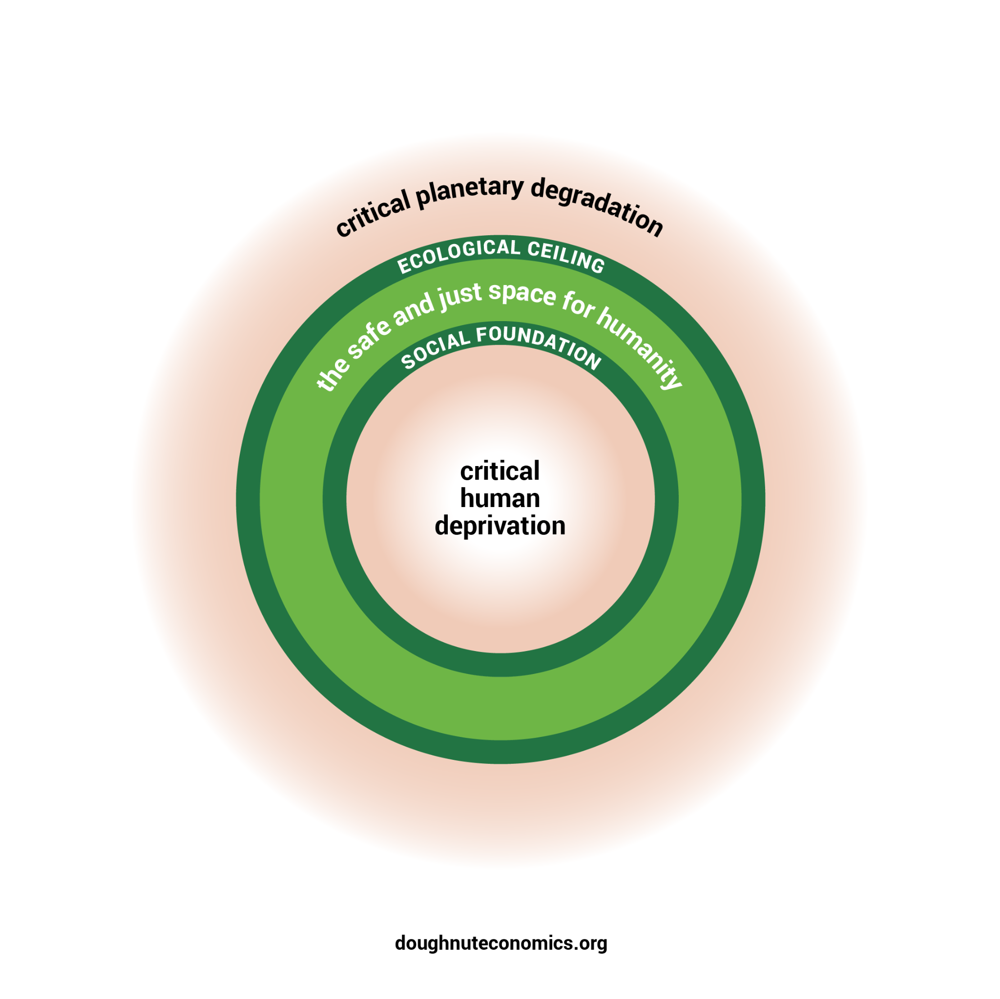 critical planetary degradation
ECOLOGICAL CEILING
the safe and just space for humanity
SOCIAL FOUNDATION
critical
human
deprivation
doughnuteconomics.org